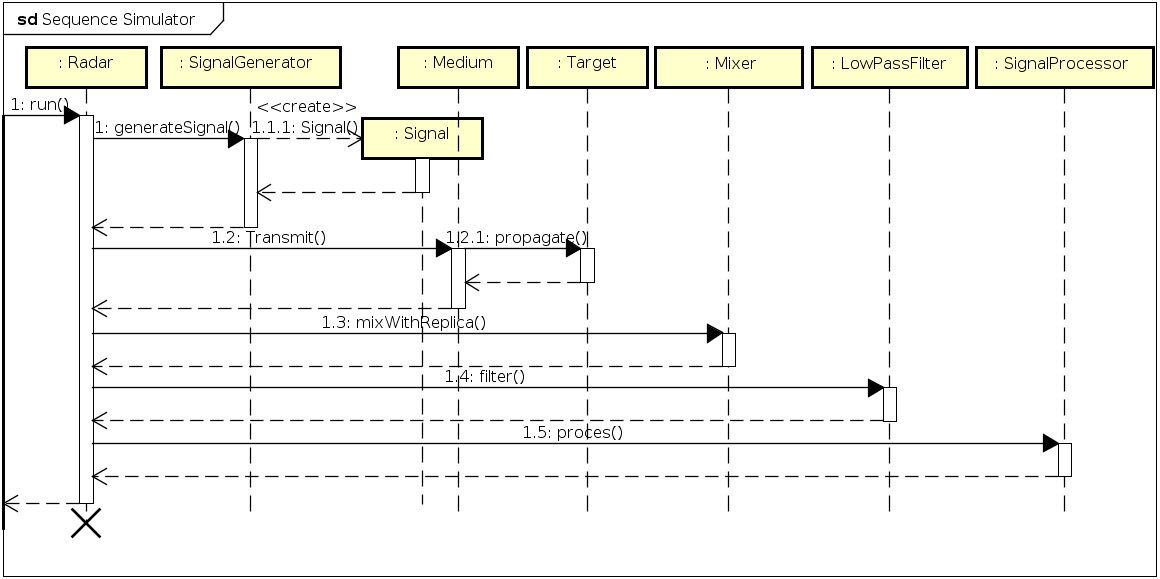 sd Sequence Simulator
: Radar
: SignalGenerator
: Medium
: Target
: Mixer
: LowPassFilter
: SignalProcessor
1: run()
<<create>>
1: generateSignal()
1.1.1: Signal()
: Signal
1.2: Transmit()
1.2.1: propagate()
1.3: mixWithReplica()
1.4: filter()
1.5: proces()